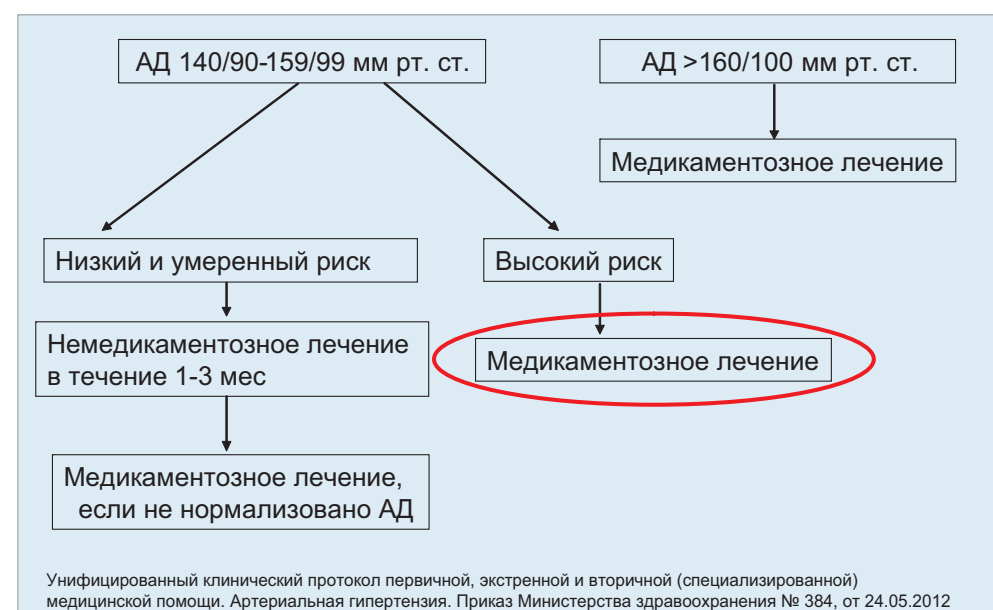 АД 140/90-159/99 мм рт. ст.
АД >160/100 мм рт. ст.
Медикаментозное лечение
Низкий и умеренный риск
Высокий риск
Немедикаментозное лечение
в течение 1-3 мес
Медикаментозное лечение
Медикаментозное лечение,
если не нормализовано АД
Унифицированный клинический протокол первичной, экстренной и вторичной (специализированной)
медицинской помощи. Артериальная гипертензия. Приказ Министерства здравоохранения № 384, от 24.05.2012